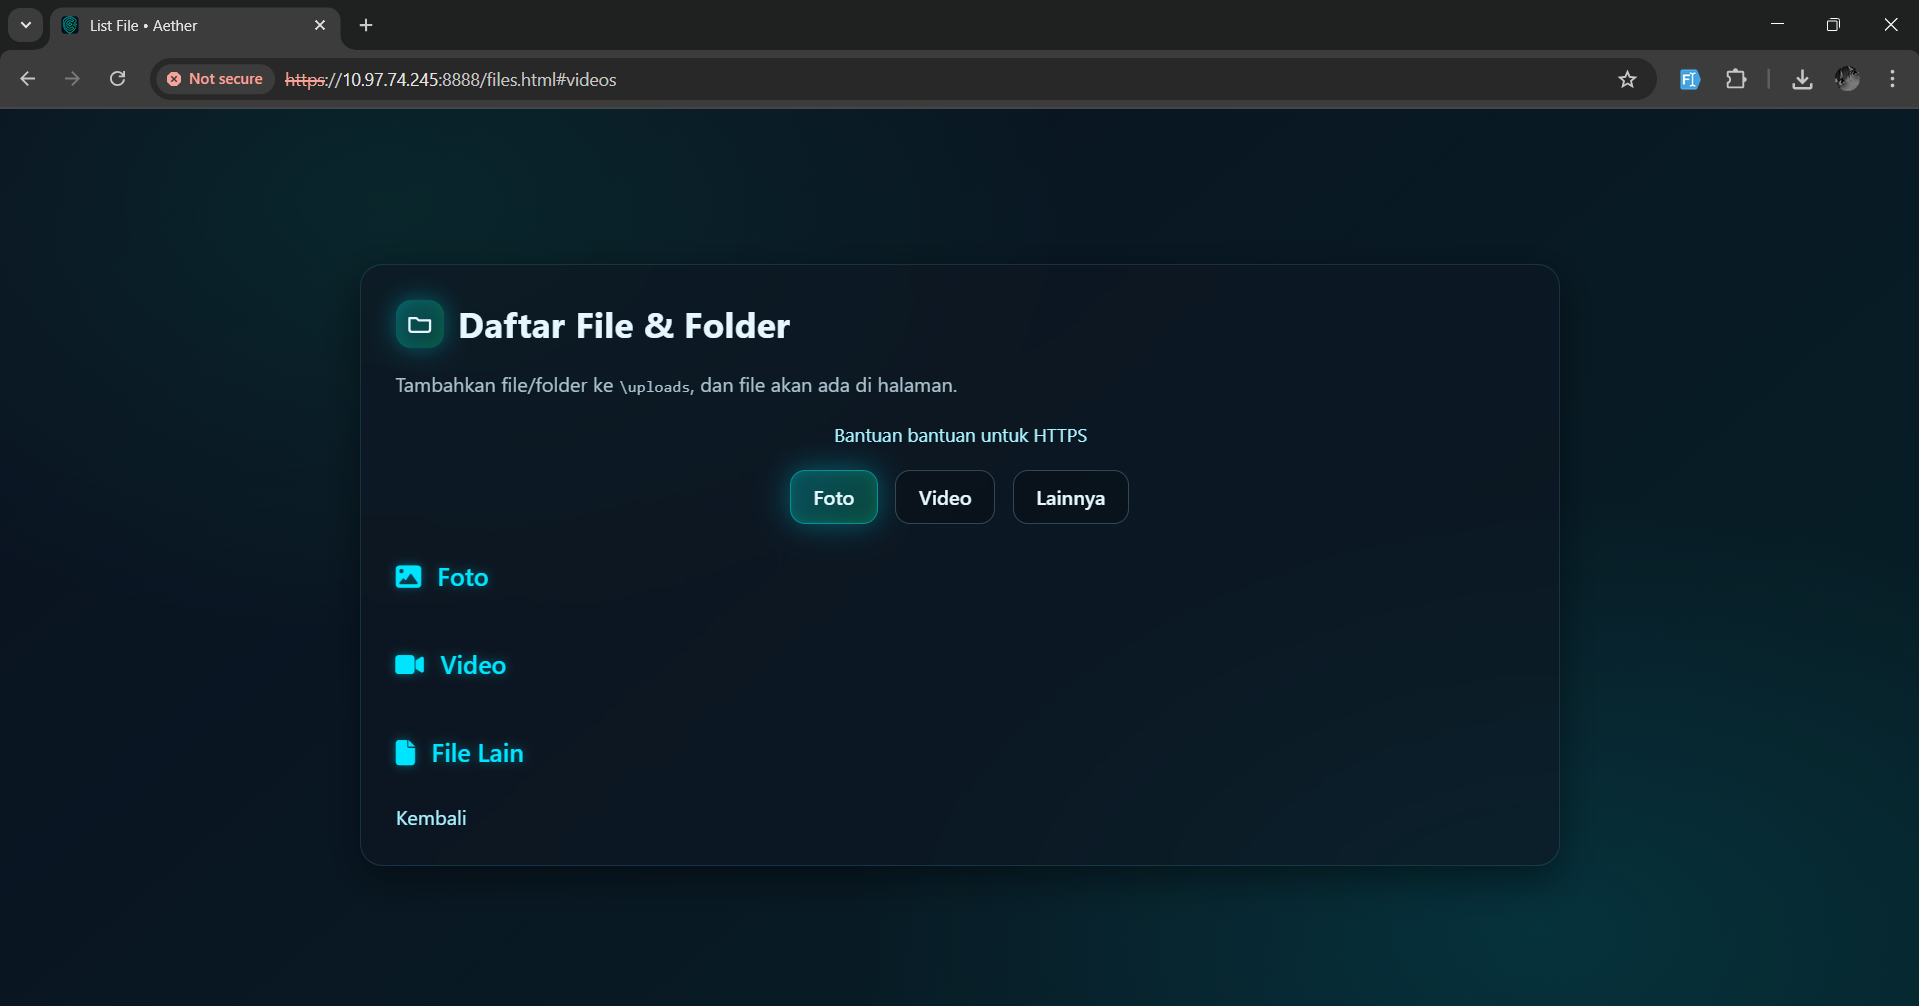 List File • Aether
Not secure
https://10.97.74.245:8888/files.html#videos
FI
Daftar File & Folder
Tambahkan file/folder ke \uploads, dan file akan ada di halaman.
Bantuan bantuan untuk HTTPS
Foto
Video
Lainnya
Foto
Video
File Lain
Kembali